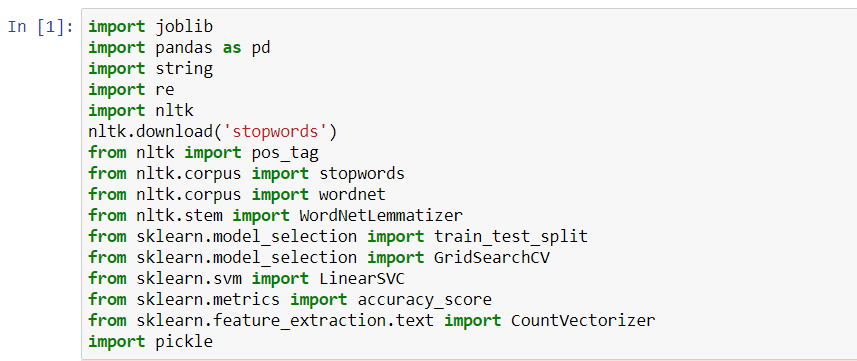 In [1]: import joblib
import pandas as pd
import string
import re
import nltk
nltk.download('stopwords')
from nltk import pos_tag
from nltk.corpus import stopwords
from nltk.corpus import wordnet
from nltk.stem import WordNetLemmatizer
from sklearn.model_selection import train_test_split
from sklearn.model_selection import GridSearchCV
from sklearn.svm import LinearSVC
from sklearn.metrics import accuracy_score
from sklearn.feature_extraction.text import CountVectorizer
import pickle